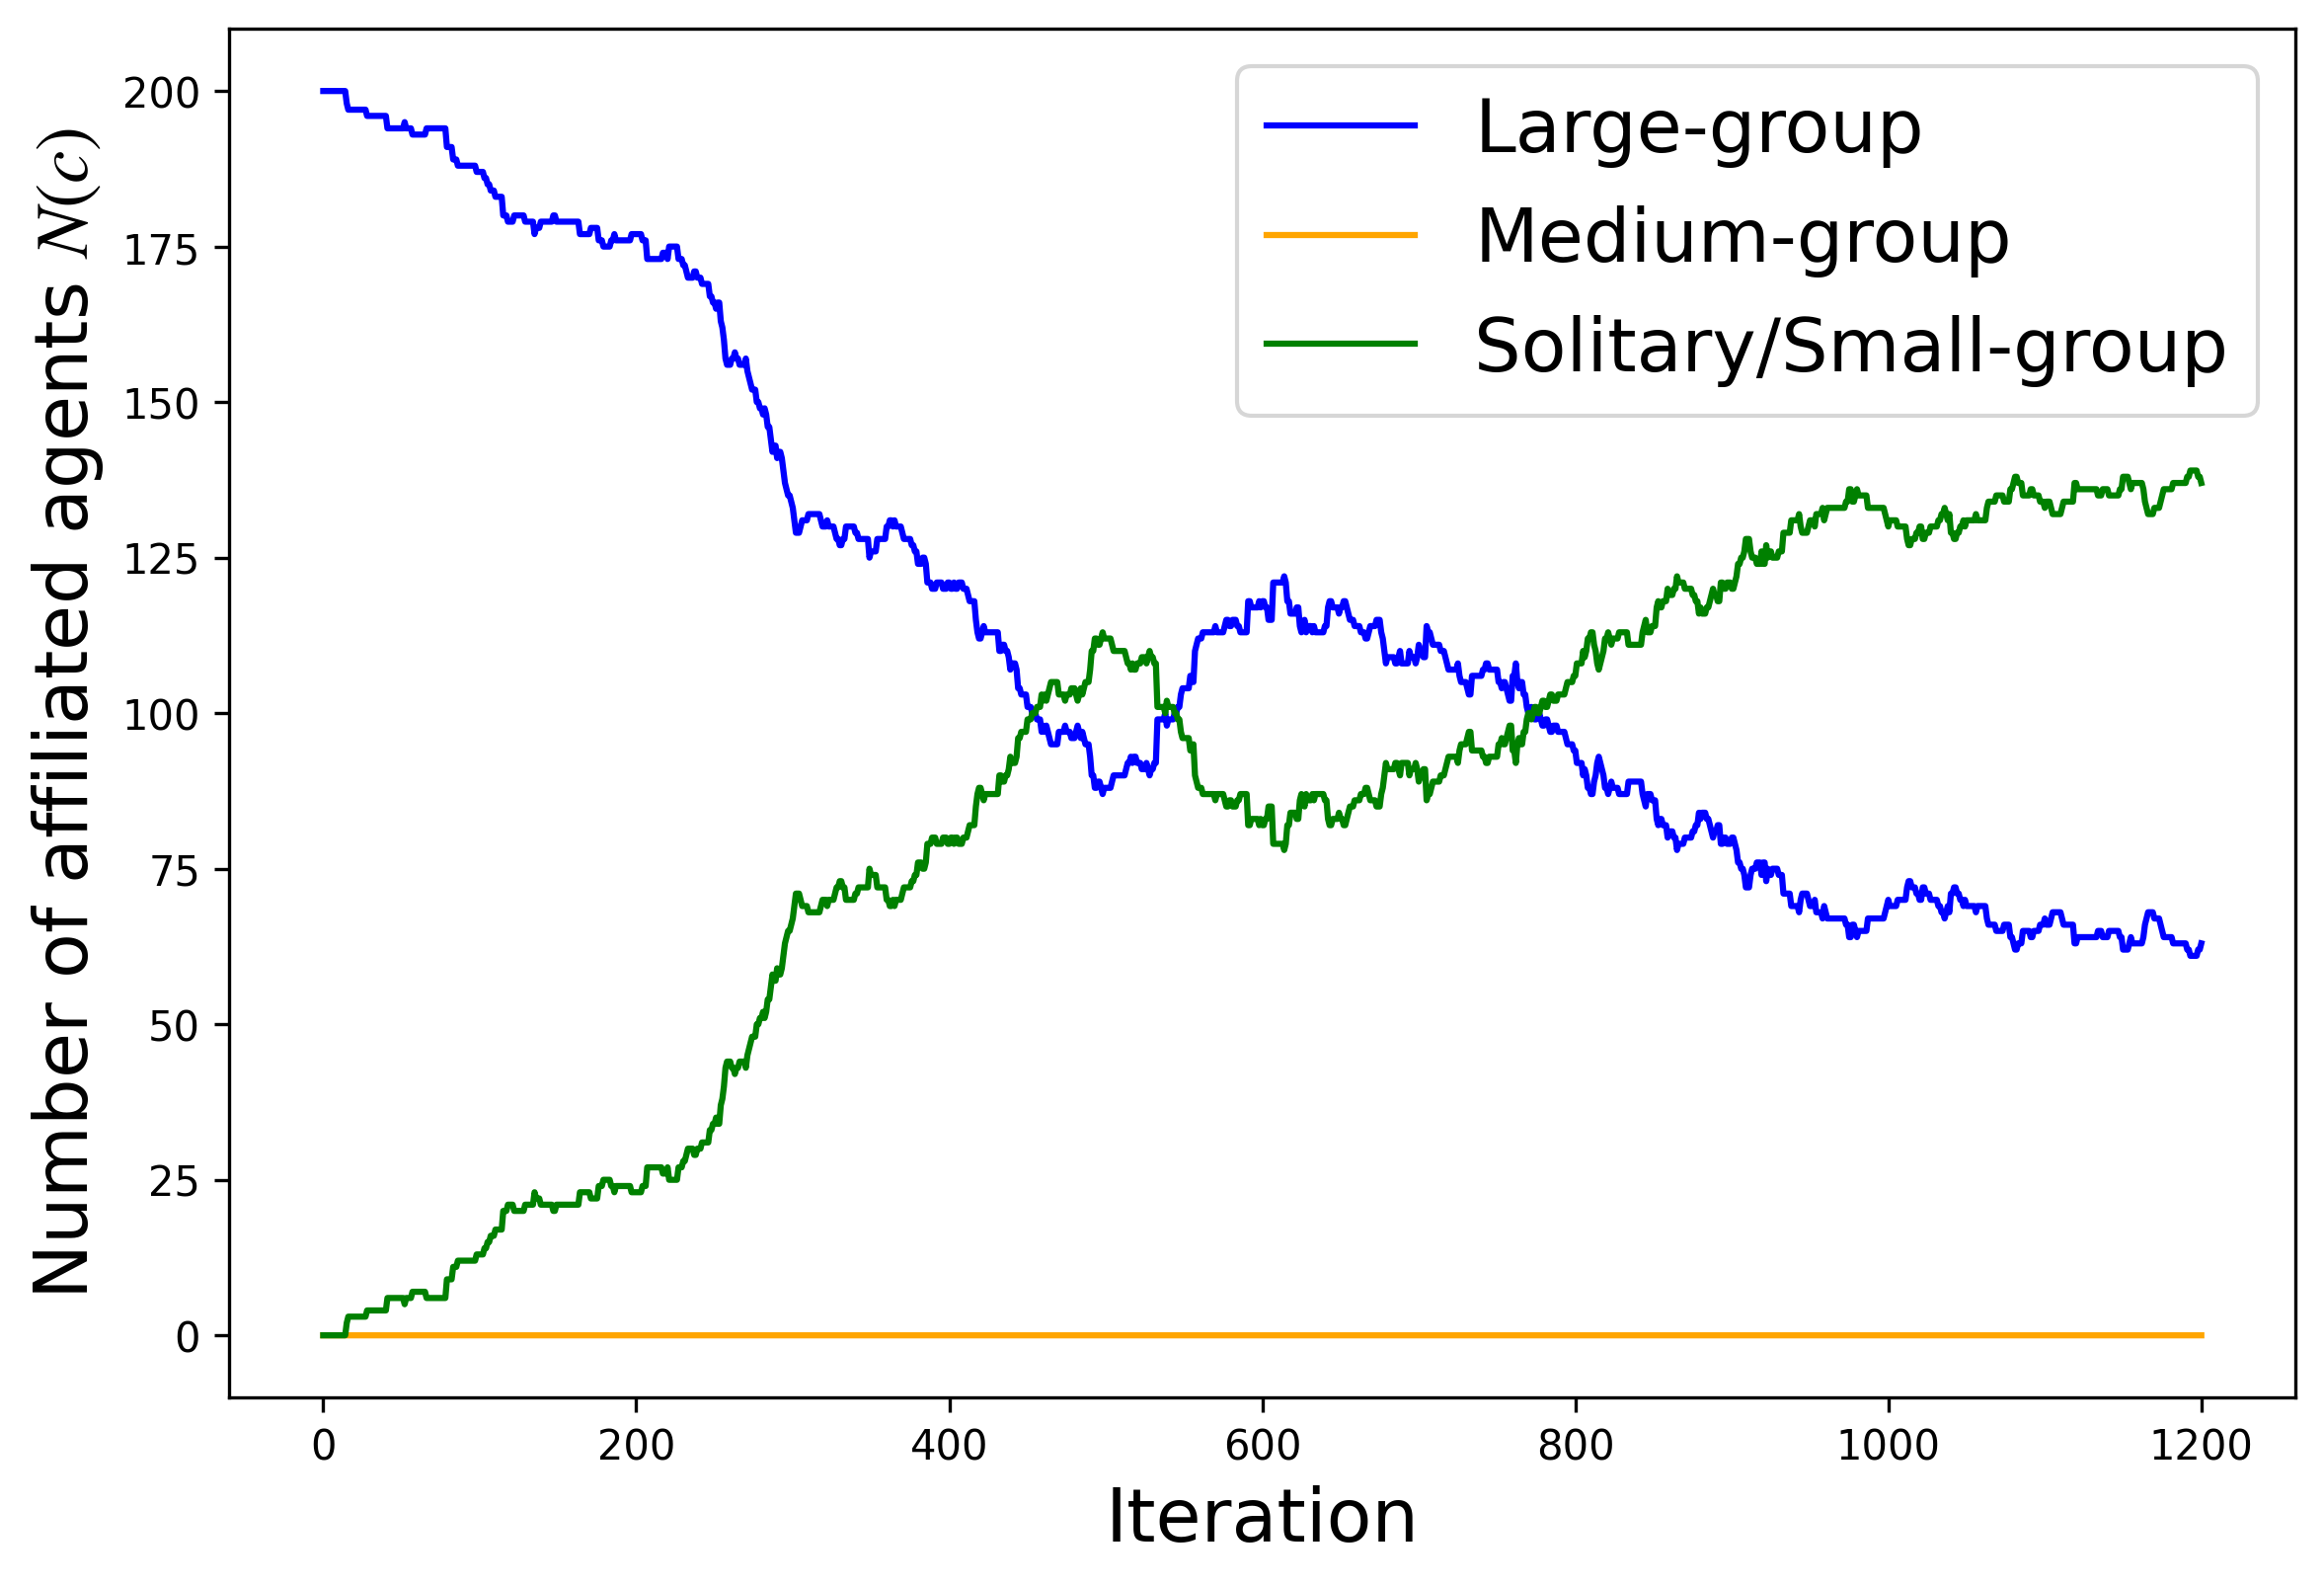 Number of affiliated agents N(c)
200
175
150
125
100
75
50
25
0
Large-group
Medium-group
Solitary/Small-group
0 200 400 600 800 1000 1200
Iteration